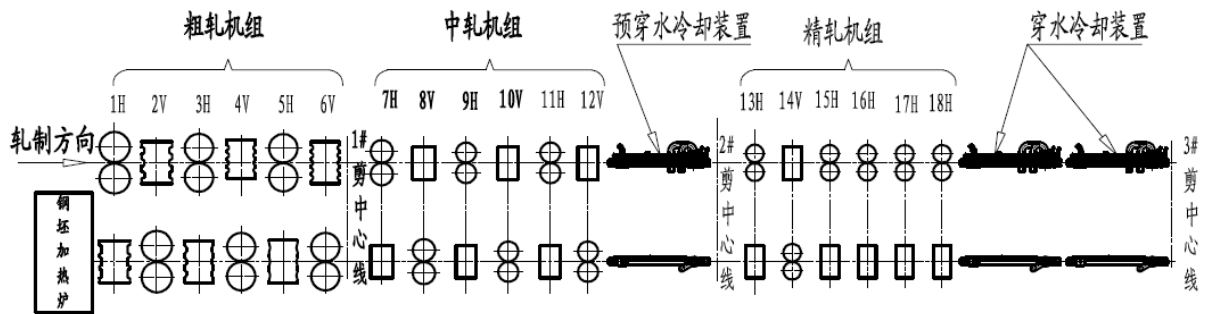 粗轧机组 中轧机组 预穿水冷却装置 精轧机组 穿水冷却装置
1H 2V 3H 4V 5H 6V 7H 8V 9H 10V 11H 12V 13H 14V 15H 16H 17H 18H
轧制方向
1#剪中心线
2#剪中心线
3#剪中心线
钢坯加热炉